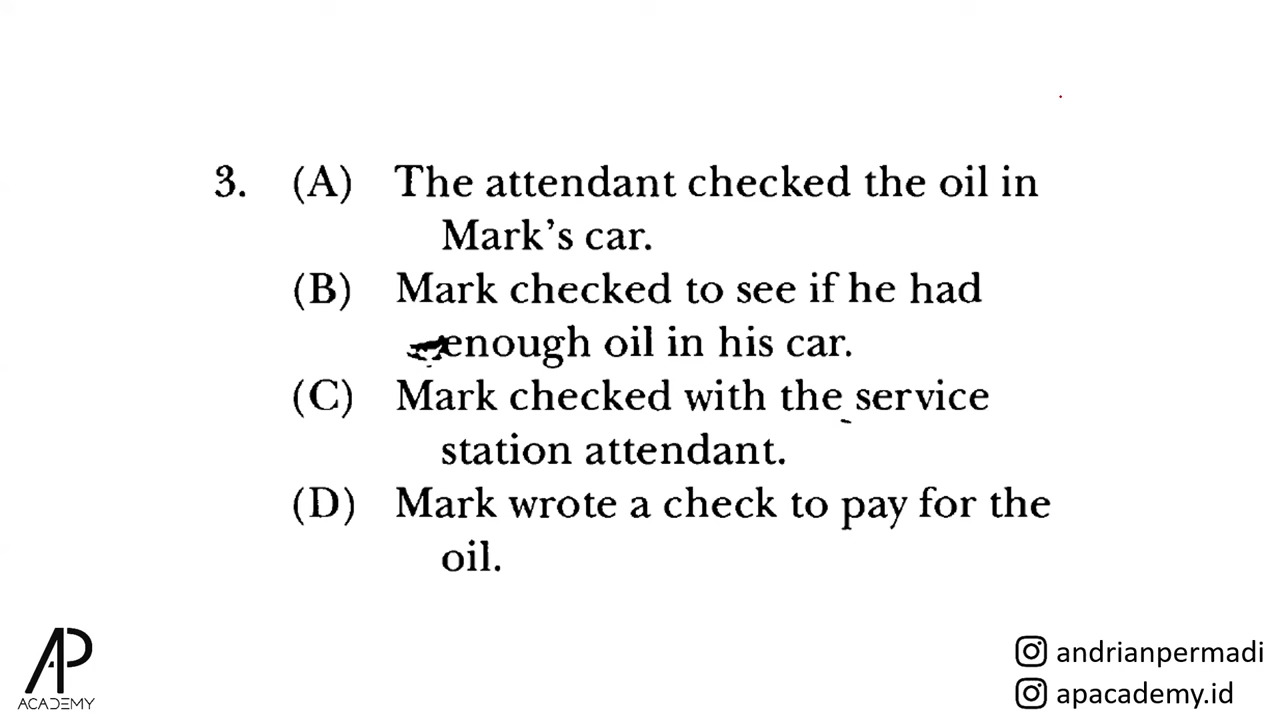 3. (A) The attendant checked the oil in
Mark's car.
(B) Mark checked to see if he had
enough oil in his car.
(C) Mark checked with the service
station attendant.
(D) Mark wrote a check to pay for the
oil.
AP
ACADEMY
andrianpermadi
apacademy.id